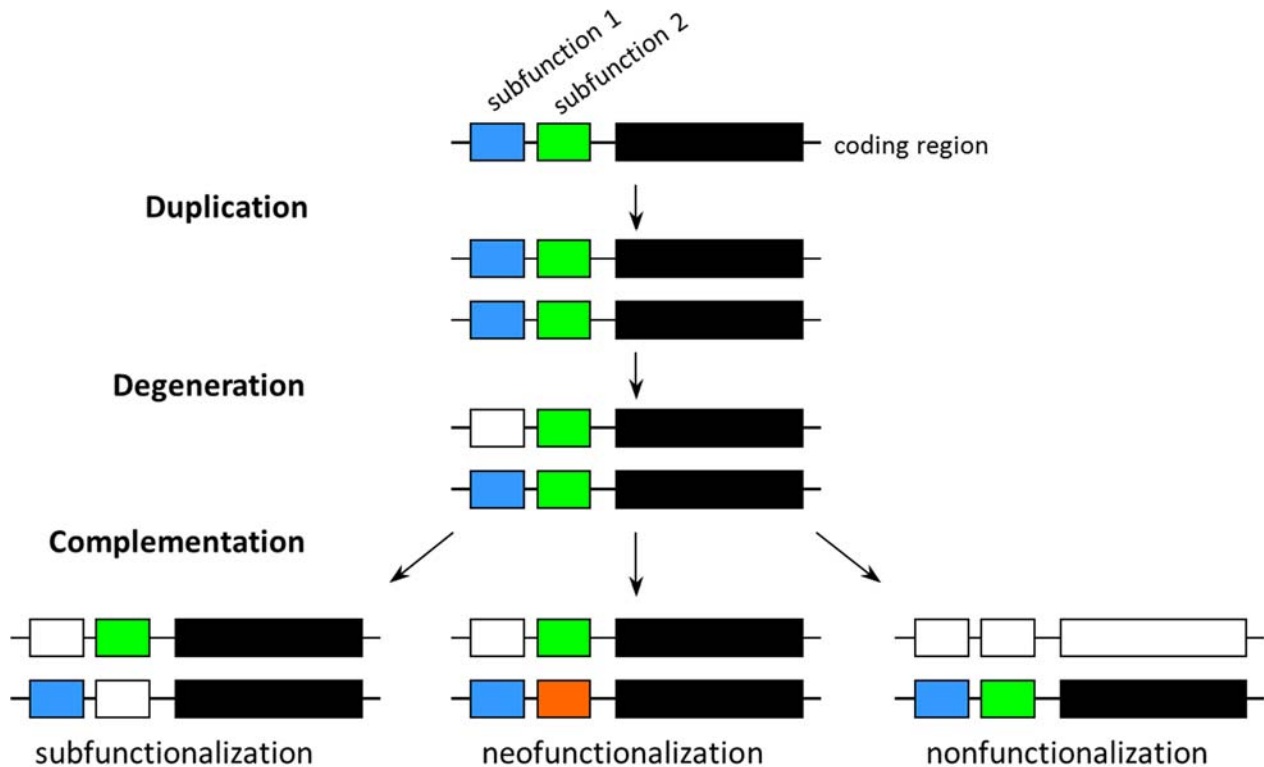 subfunction 1
subfunction 2
coding region
Duplication
Degeneration
Complementation
subfunctionalization
neofunctionalization
nonfunctionalization